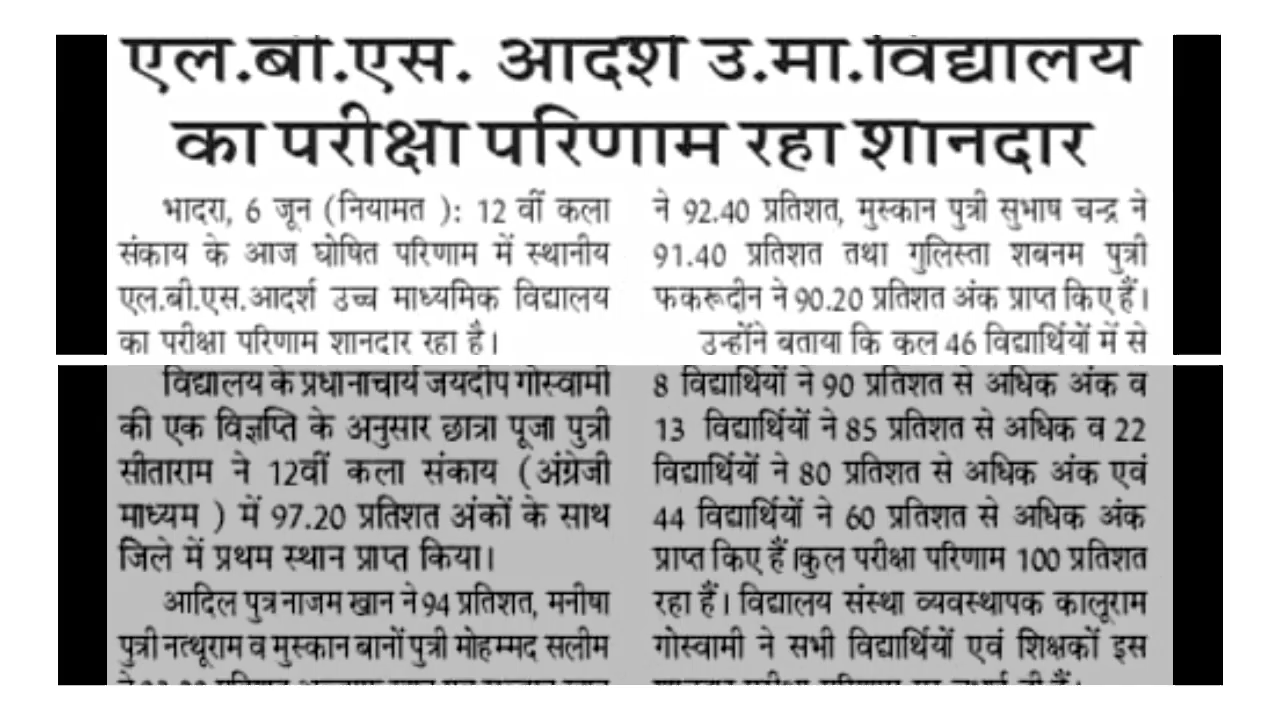 एल.बी.एस. आदर्श उ.मा.विद्यालय
का परीक्षा परिणाम रहा शानदार
भादरा, 6 जून (नियामत ): 12 वीं कला
संकाय के आज घोषित परिणाम में स्थानीय
एल.बी.एस.आदर्श उच्च माध्यमिक विद्यालय
का परीक्षा परिणाम शानदार रहा है।
विद्यालय के प्रधानाचार्य जयदीप गोस्वामी
की एक विज्ञप्ति के अनुसार छात्रा पूजा पुत्री
सीताराम ने 12वीं कला संकाय (अंग्रेजी
माध्यम ) में 97.20 प्रतिशत अंकों के साथ
जिले में प्रथम स्थान प्राप्त किया।
आदिल पुत्र नाजम खान ने 94 प्रतिशत, मनीषा
पुत्री नत्थूराम व मुस्कान बानों पुत्री मोहम्मद सलीम
ने 92.40 प्रतिशत, मुस्कान पुत्री सुभाष चन्द्र ने
91.40 प्रतिशत तथा गुलिस्ता शबनम पुत्री
फकरूदीन ने 90.20 प्रतिशत अंक प्राप्त किए हैं।
उन्होंने बताया कि कुल 46 विद्यार्थियों में से
8 विद्यार्थियों ने 90 प्रतिशत से अधिक अंक व
13 विद्यार्थियों ने 85 प्रतिशत से अधिक व 22
विद्यार्थियों ने 80 प्रतिशत से अधिक अंक एवं
44 विद्यार्थियों ने 60 प्रतिशत से अधिक अंक
प्राप्त किए हैं ।कुल परीक्षा परिणाम 100 प्रतिशत
रहा हैं। विद्यालय संस्था व्यवस्थापक कालूराम
गोस्वामी ने सभी विद्यार्थियों एवं शिक्षकों इस